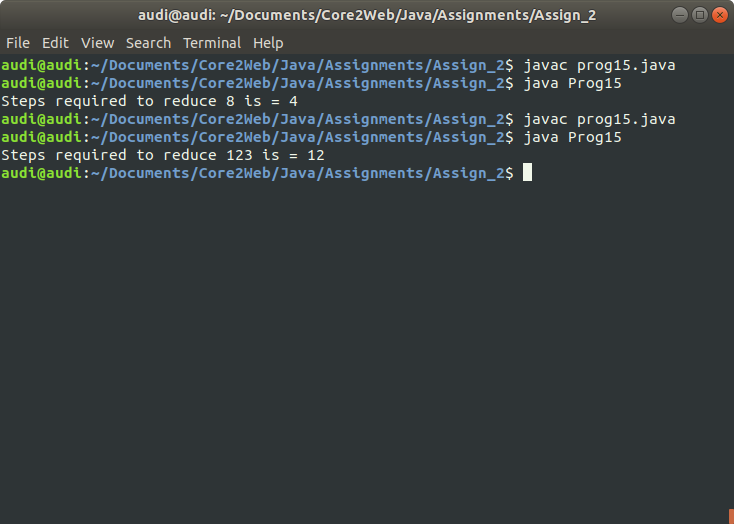 audi@audi: ~/Documents/Core2Web/Java/Assignments/Assign_2
File Edit View Search Terminal Help
audi@audi:~/Documents/Core2Web/Java/Assignments/Assign_2$ javac prog15.java
audi@audi:~/Documents/Core2Web/Java/Assignments/Assign_2$ java Prog15
Steps required to reduce 8 is = 4
audi@audi:~/Documents/Core2Web/Java/Assignments/Assign_2$ javac prog15.java
audi@audi:~/Documents/Core2Web/Java/Assignments/Assign_2$ java Prog15
Steps required to reduce 123 is = 12
audi@audi:~/Documents/Core2Web/Java/Assignments/Assign_2$